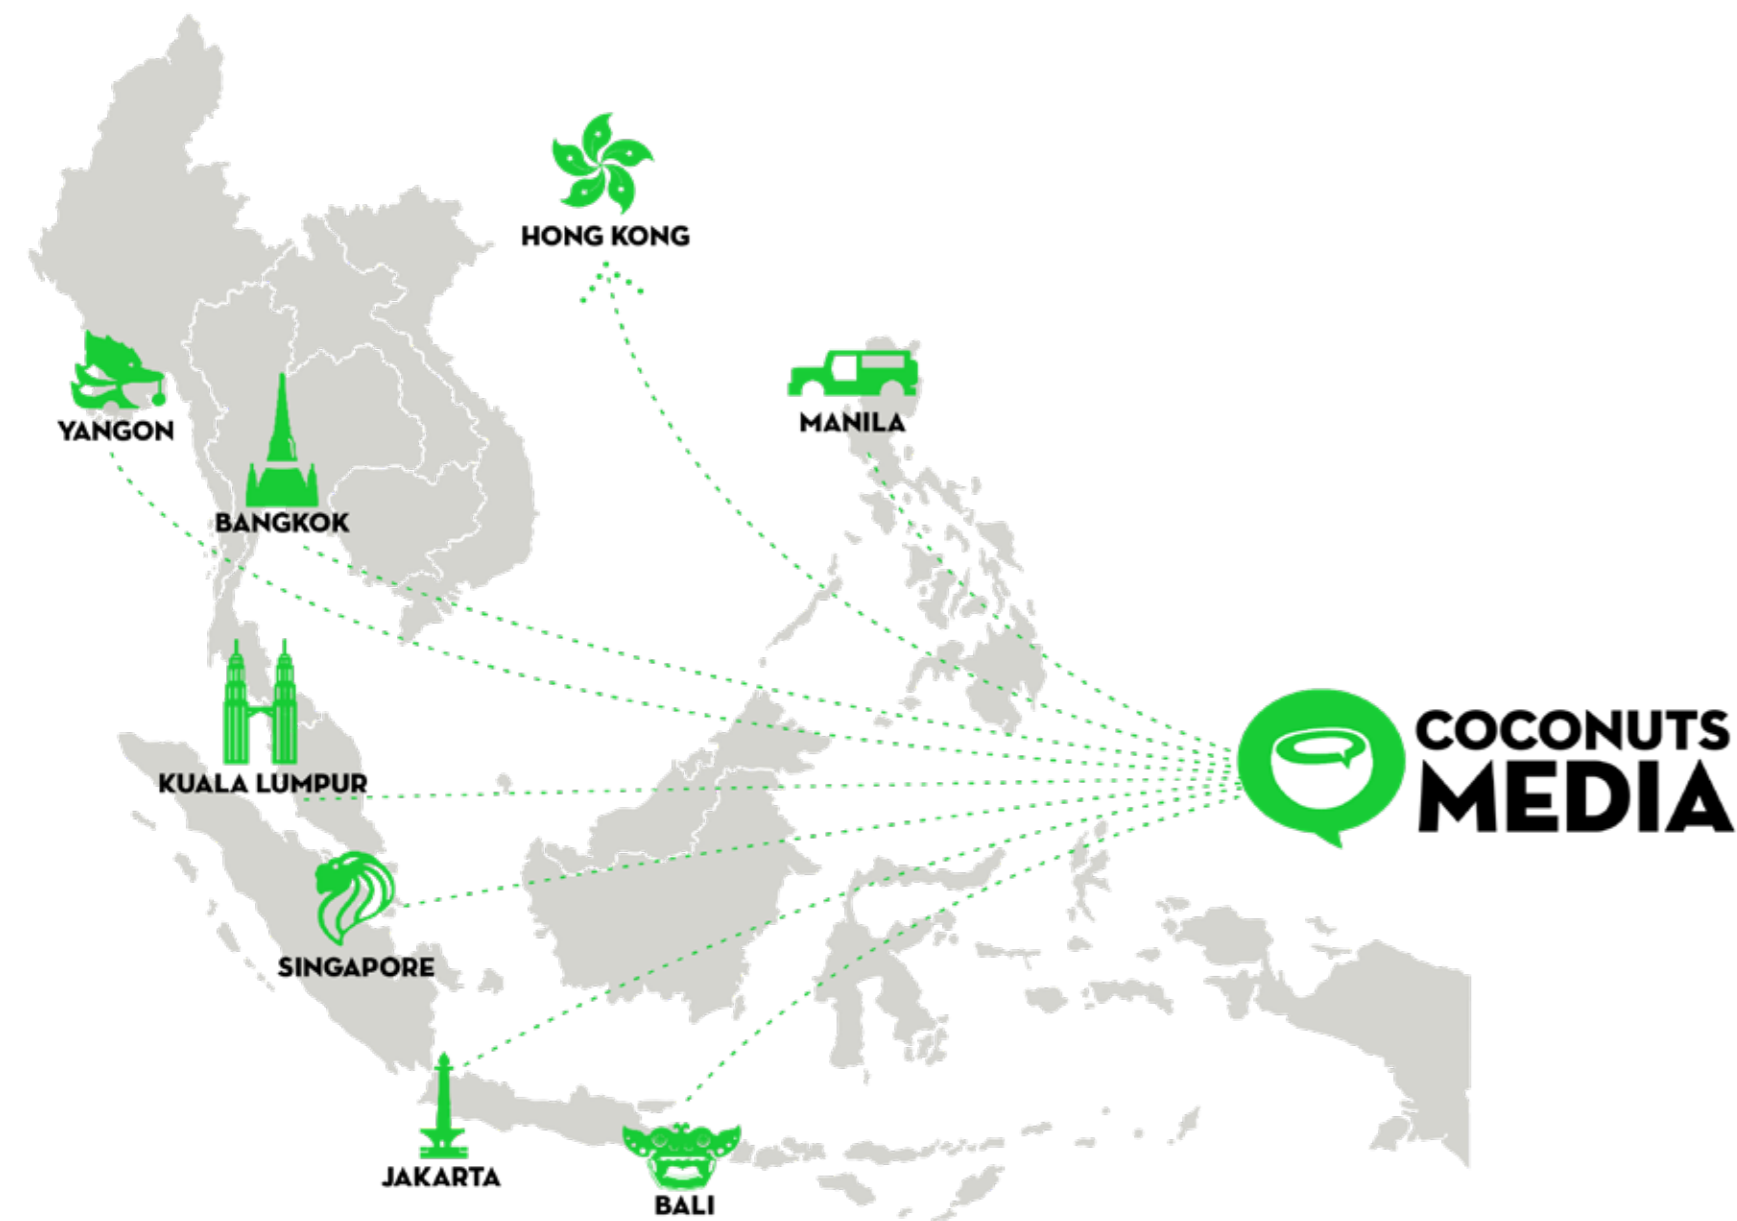 HONG KONG
MANILA
YANGON
BANGKOK
COCONUTS
MEDIA
KUALA LUMPUR
SINGAPORE
JAKARTA
BALI